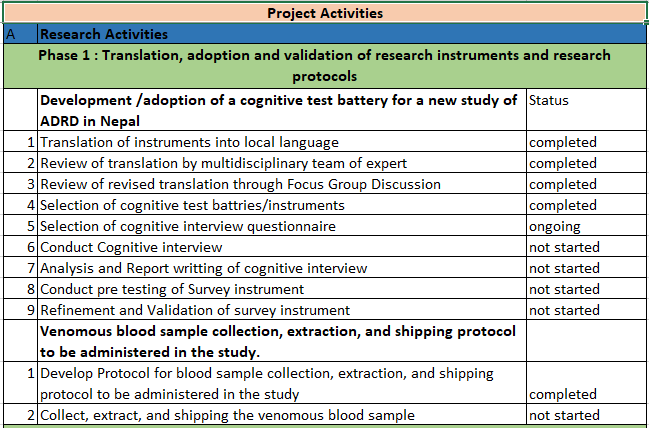 Project Activities
A Research Activities
Phase 1 : Translation, adoption and validation of research instruments and research
protocols
Development /adoption of a cognitive test battery for a new study of Status
ADRD in Nepal
1 Translation of instruments into local language completed
2 Review of translation by multidisciplinary team of expert completed
3 Review of revised translation through Focus Group Discussion completed
4 Selection of cognitive test battries/instruments completed
5 Selection of cognitive interview questionnaire ongoing
6 Conduct Cognitive interview not started
7 Analysis and Report writting of cognitive interview not started
8 Conduct pre testing of Survey instrument not started
9 Refinement and Validation of survey instrument not started
Venomous blood sample collection, extraction, and shipping protocol
to be administered in the study.
1 Develop Protocol for blood sample collection, extraction, and shipping
protocol to be administered in the study completed
2 Collect, extract, and shipping the venomous blood sample not started